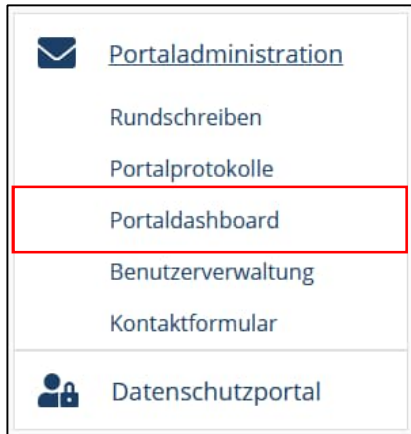 Portaladministration
Rundschreiben
Portalprotokolle
Portaldashboard
Benutzerverwaltung
Kontaktformular
Datenschutzportal